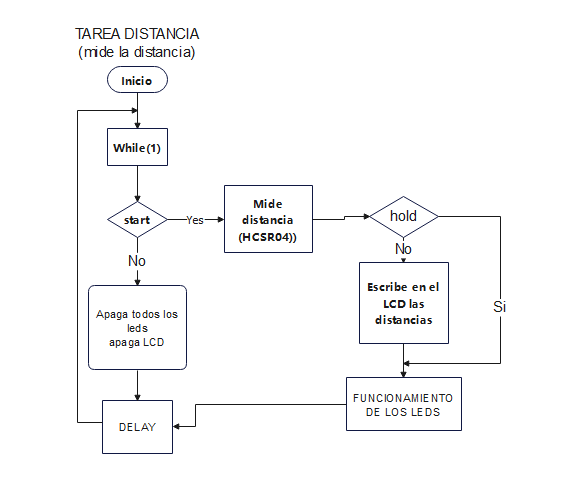 TAREA DISTANCIA
(mide la distancia)
Inicio
While(1)
start
Yes
Mide
distancia
(HCSR04))
hold
No
No
Escribe en el
LCD las
distancias
Si
Apaga todos los
leds
apaga LCD
FUNCIONAMIENTO
DE LOS LEDS
DELAY